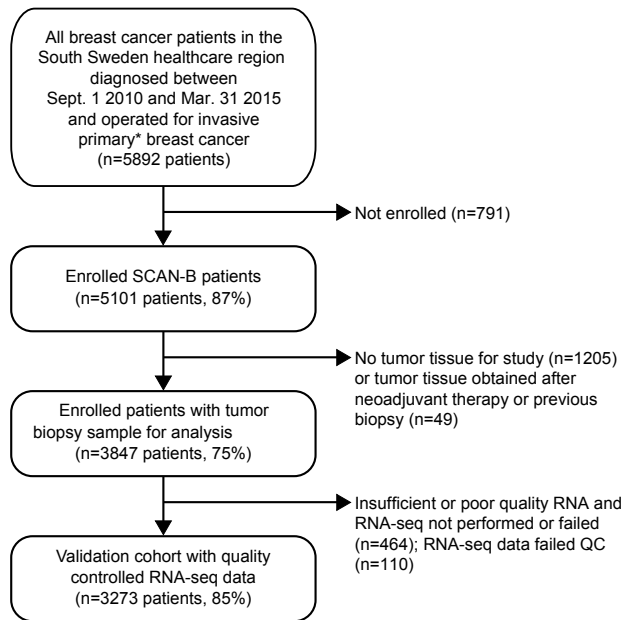 All breast cancer patients in the
South Sweden healthcare region
diagnosed between
Sept. 1 2010 and Mar. 31 2015
and operated for invasive
primary* breast cancer
(n=5892 patients)
Not enrolled (n=791)
Enrolled SCAN-B patients
(n=5101 patients, 87%)
No tumor tissue for study (n=1205)
or tumor tissue obtained after
neoadjuvant therapy or previous
biopsy (n=49)
Enrolled patients with tumor
biopsy sample for analysis
(n=3847 patients, 75%)
Insufficient or poor quality RNA and
RNA-seq not performed or failed
(n=464); RNA-seq data failed QC
(n=110)
Validation cohort with quality
controlled RNA-seq data
(n=3273 patients, 85%)